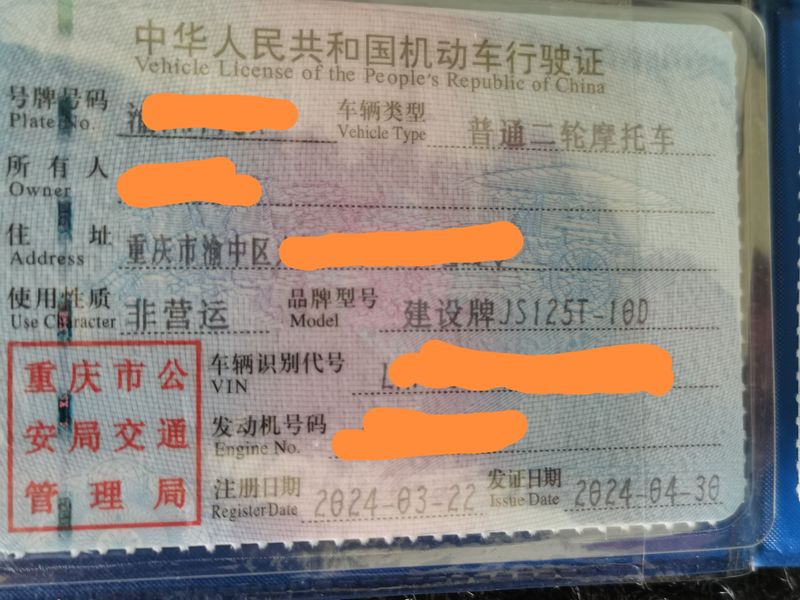 中华人民共和国机动车行驶证
Vehicle License of the People's Republic of China
号牌号码 车辆类型 普通二轮摩托车
Plate No. Vehicle Type
所有人
Owner
住址 重庆市渝中区
Address
使用性质 非营运 品牌型号 建设牌JS125T-10D
Use Character Model
重庆市公 车辆识别代号
VIN
安局交通 发动机号码
Engine No.
管理局 注册日期 2024-03-22 发证日期 2024-04-30
Register Date Issue Date